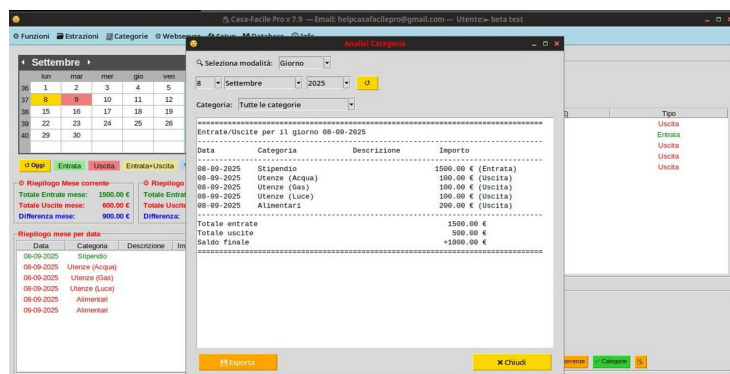 Casa-Facile Pro v 7.9 — Email: helpcasafacilepro@gmail.com — Utente:► beta test
Funzioni Estrazioni Categorie Webserver Setup Database Info
Analisi Categoria
Seleziona modalità: Giorno
8 Settembre 2025
Categoria: Tutte le categorie
Settembre
lun mar mer gio ven
36 1 2 3 4 5
37 8 9 10 11 12
38 15 16 17 18 19
39 22 23 24 25 26
40 29 30
Oggi Entrata Uscita Entrata+Uscita
Riepilogo Mese corrente
Totale Entrate mese: 1500.00 €
Totale Uscite mese: 600.00 €
Differenza mese: 900.00 €
Riepilogo
Totale Entrat
Totale Uscite
Differenza:
Riepilogo mese per data
Data Categoria Descrizione Im
08-09-2025 Stipendio
08-09-2025 Utenze (Acqua)
08-09-2025 Utenze (Gas)
08-09-2025 Utenze (Luce)
08-09-2025 Alimentari
09-09-2025 Alimentari
================================================================
Entrate/Uscite per il giorno 08-09-2025
----------------------------------------------------------------
Data Categoria Descrizione Importo
----------------------------------------------------------------
08-09-2025 Stipendio 1500.00 € (Entrata)
08-09-2025 Utenze (Acqua) 100.00 € (Uscita)
08-09-2025 Utenze (Gas) 100.00 € (Uscita)
08-09-2025 Utenze (Luce) 100.00 € (Uscita)
08-09-2025 Alimentari 200.00 € (Uscita)
----------------------------------------------------------------
Totale entrate 1500.00 €
Totale uscite 500.00 €
Saldo finale +1000.00 €
================================================================
Esporta
Chiudi
Tipo
Uscita
Entrata
Uscita
Uscita
Uscita
orrenze Categorie